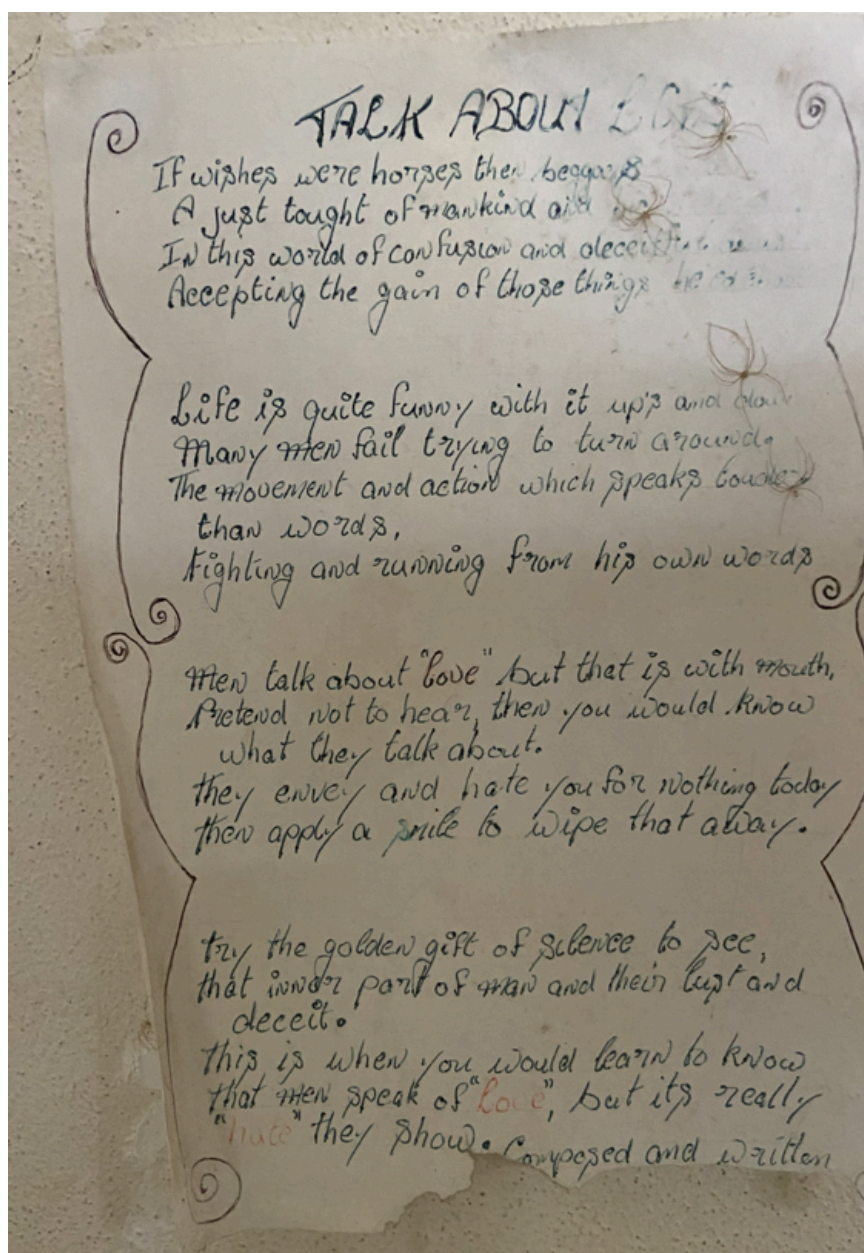 TALK ABOUT
If wishes were horses then beggars
A just tought of mankind and
In this world of confusion and deceit
Accepting the gain of those things he
Life is quite funny with it up's and
Many men fail trying to turn around.
The movement and action which speaks louder
than words,
Fighting and running from his own words
Men talk about "love" but that is with mouth,
Pretend not to hear, then you would know
what they talk about.
they envey and hate you for nothing today
then apply a smile to wipe that away.
try the golden gift of silence to see,
that inner part of man and their lust and
deceit.
this is when you would learn to know
that men speak of "love", but its really
"hate" they show. Composed and written